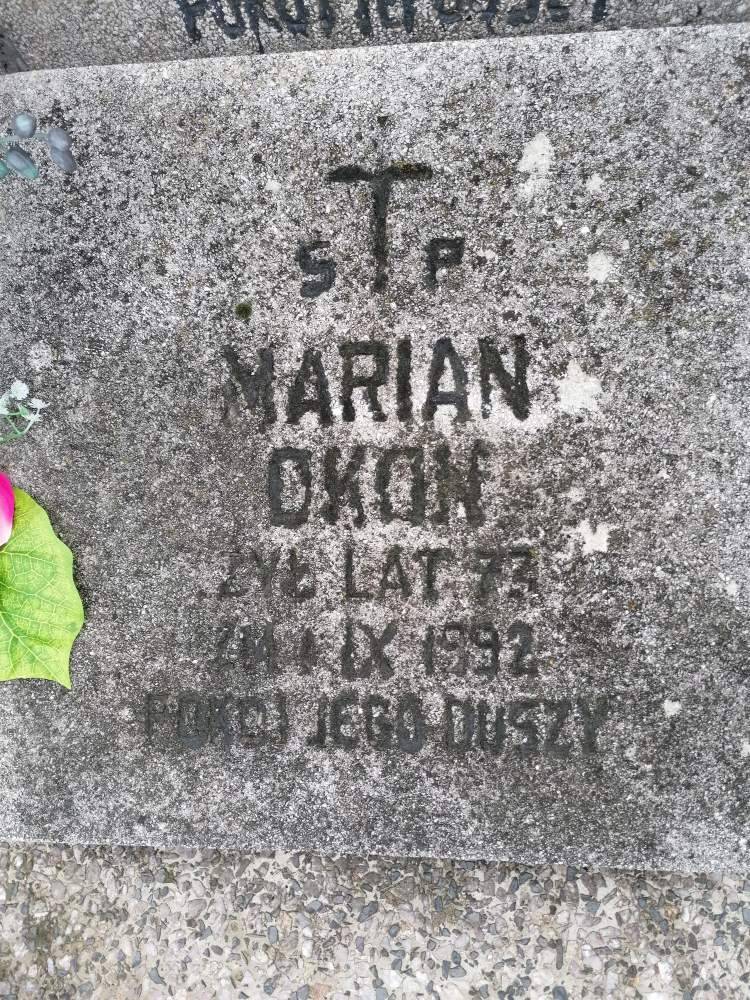 S P
MARIAN
OKOŃ
ŻYŁ LAT 73
ZM 1 IX 1992
POKÓJ JEGO DUSZY